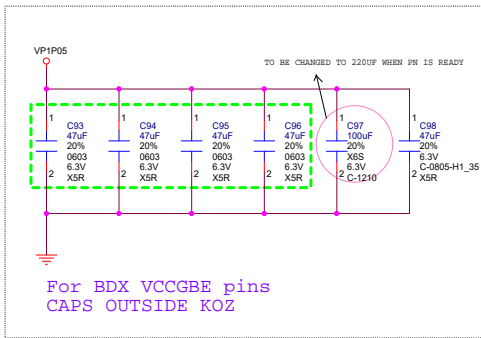 VP1P05
TO BE CHANGED TO 220UF WHEN PN IS READY
1
C93
47uF
20%
0603
6.3V
2
X5R
1
C94
47uF
20%
0603
6.3V
2
X5R
1
C95
47uF
20%
0603
6.3V
2
X5R
1
C96
47uF
20%
0603
6.3V
2
X5R
1
C97
100uF
20%
X6S
6.3V
2
C-1210
1
C98
47uF
20%
6.3V
C-0805-H1_35
2
X5R
For BDX VCCGBE pins
CAPS OUTSIDE KOZ